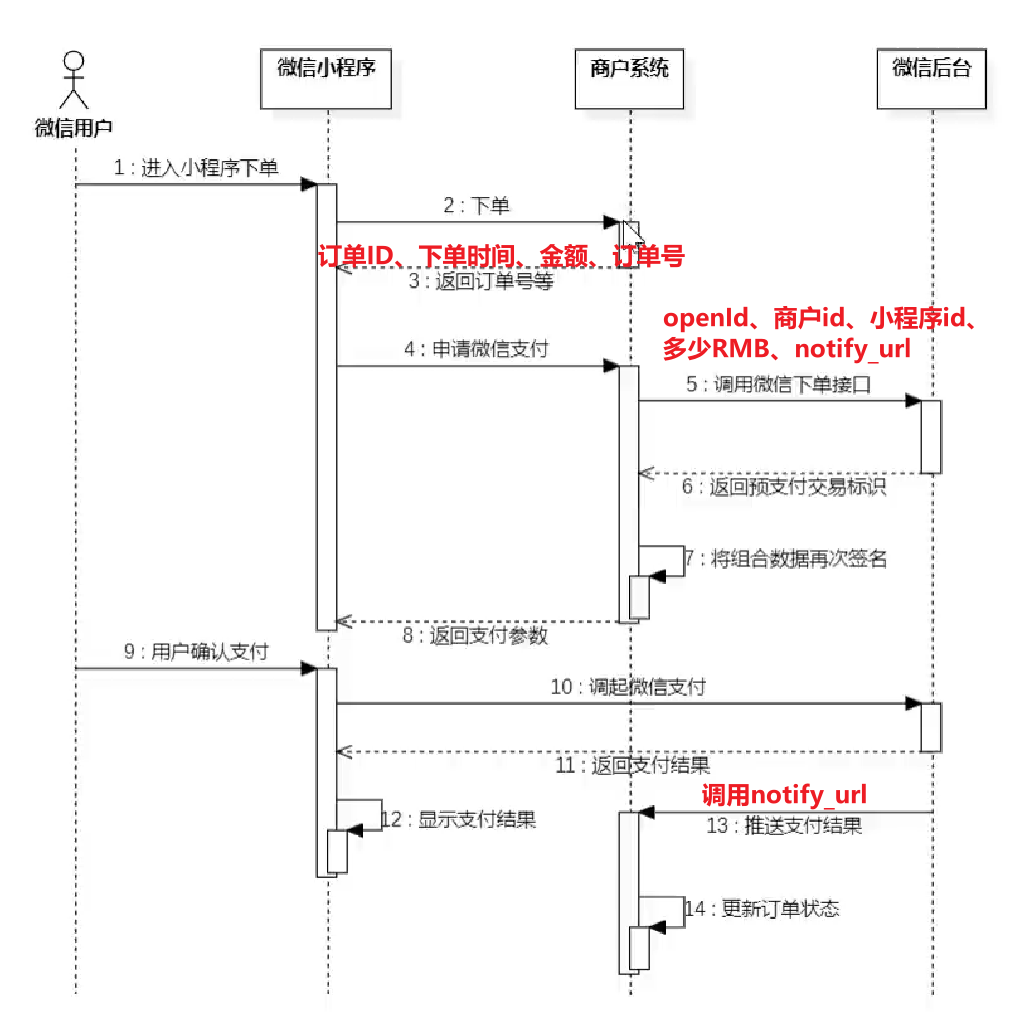 微信小程序
商户系统
微信后台
微信用户
1 : 进入小程序下单
2 : 下单
订单ID、下单时间、金额、订单号
3 : 返回订单号等
openId、商户id、小程序id、
多少RMB、notify_url
4 : 申请微信支付
5 : 调用微信下单接口
6 : 返回预支付交易标识
7 : 将组合数据再次签名
8 : 返回支付参数
9 : 用户确认支付
10 : 调起微信支付
11 : 返回支付结果
调用notify_url
12 : 显示支付结果
13 : 推送支付结果
14 : 更新订单状态